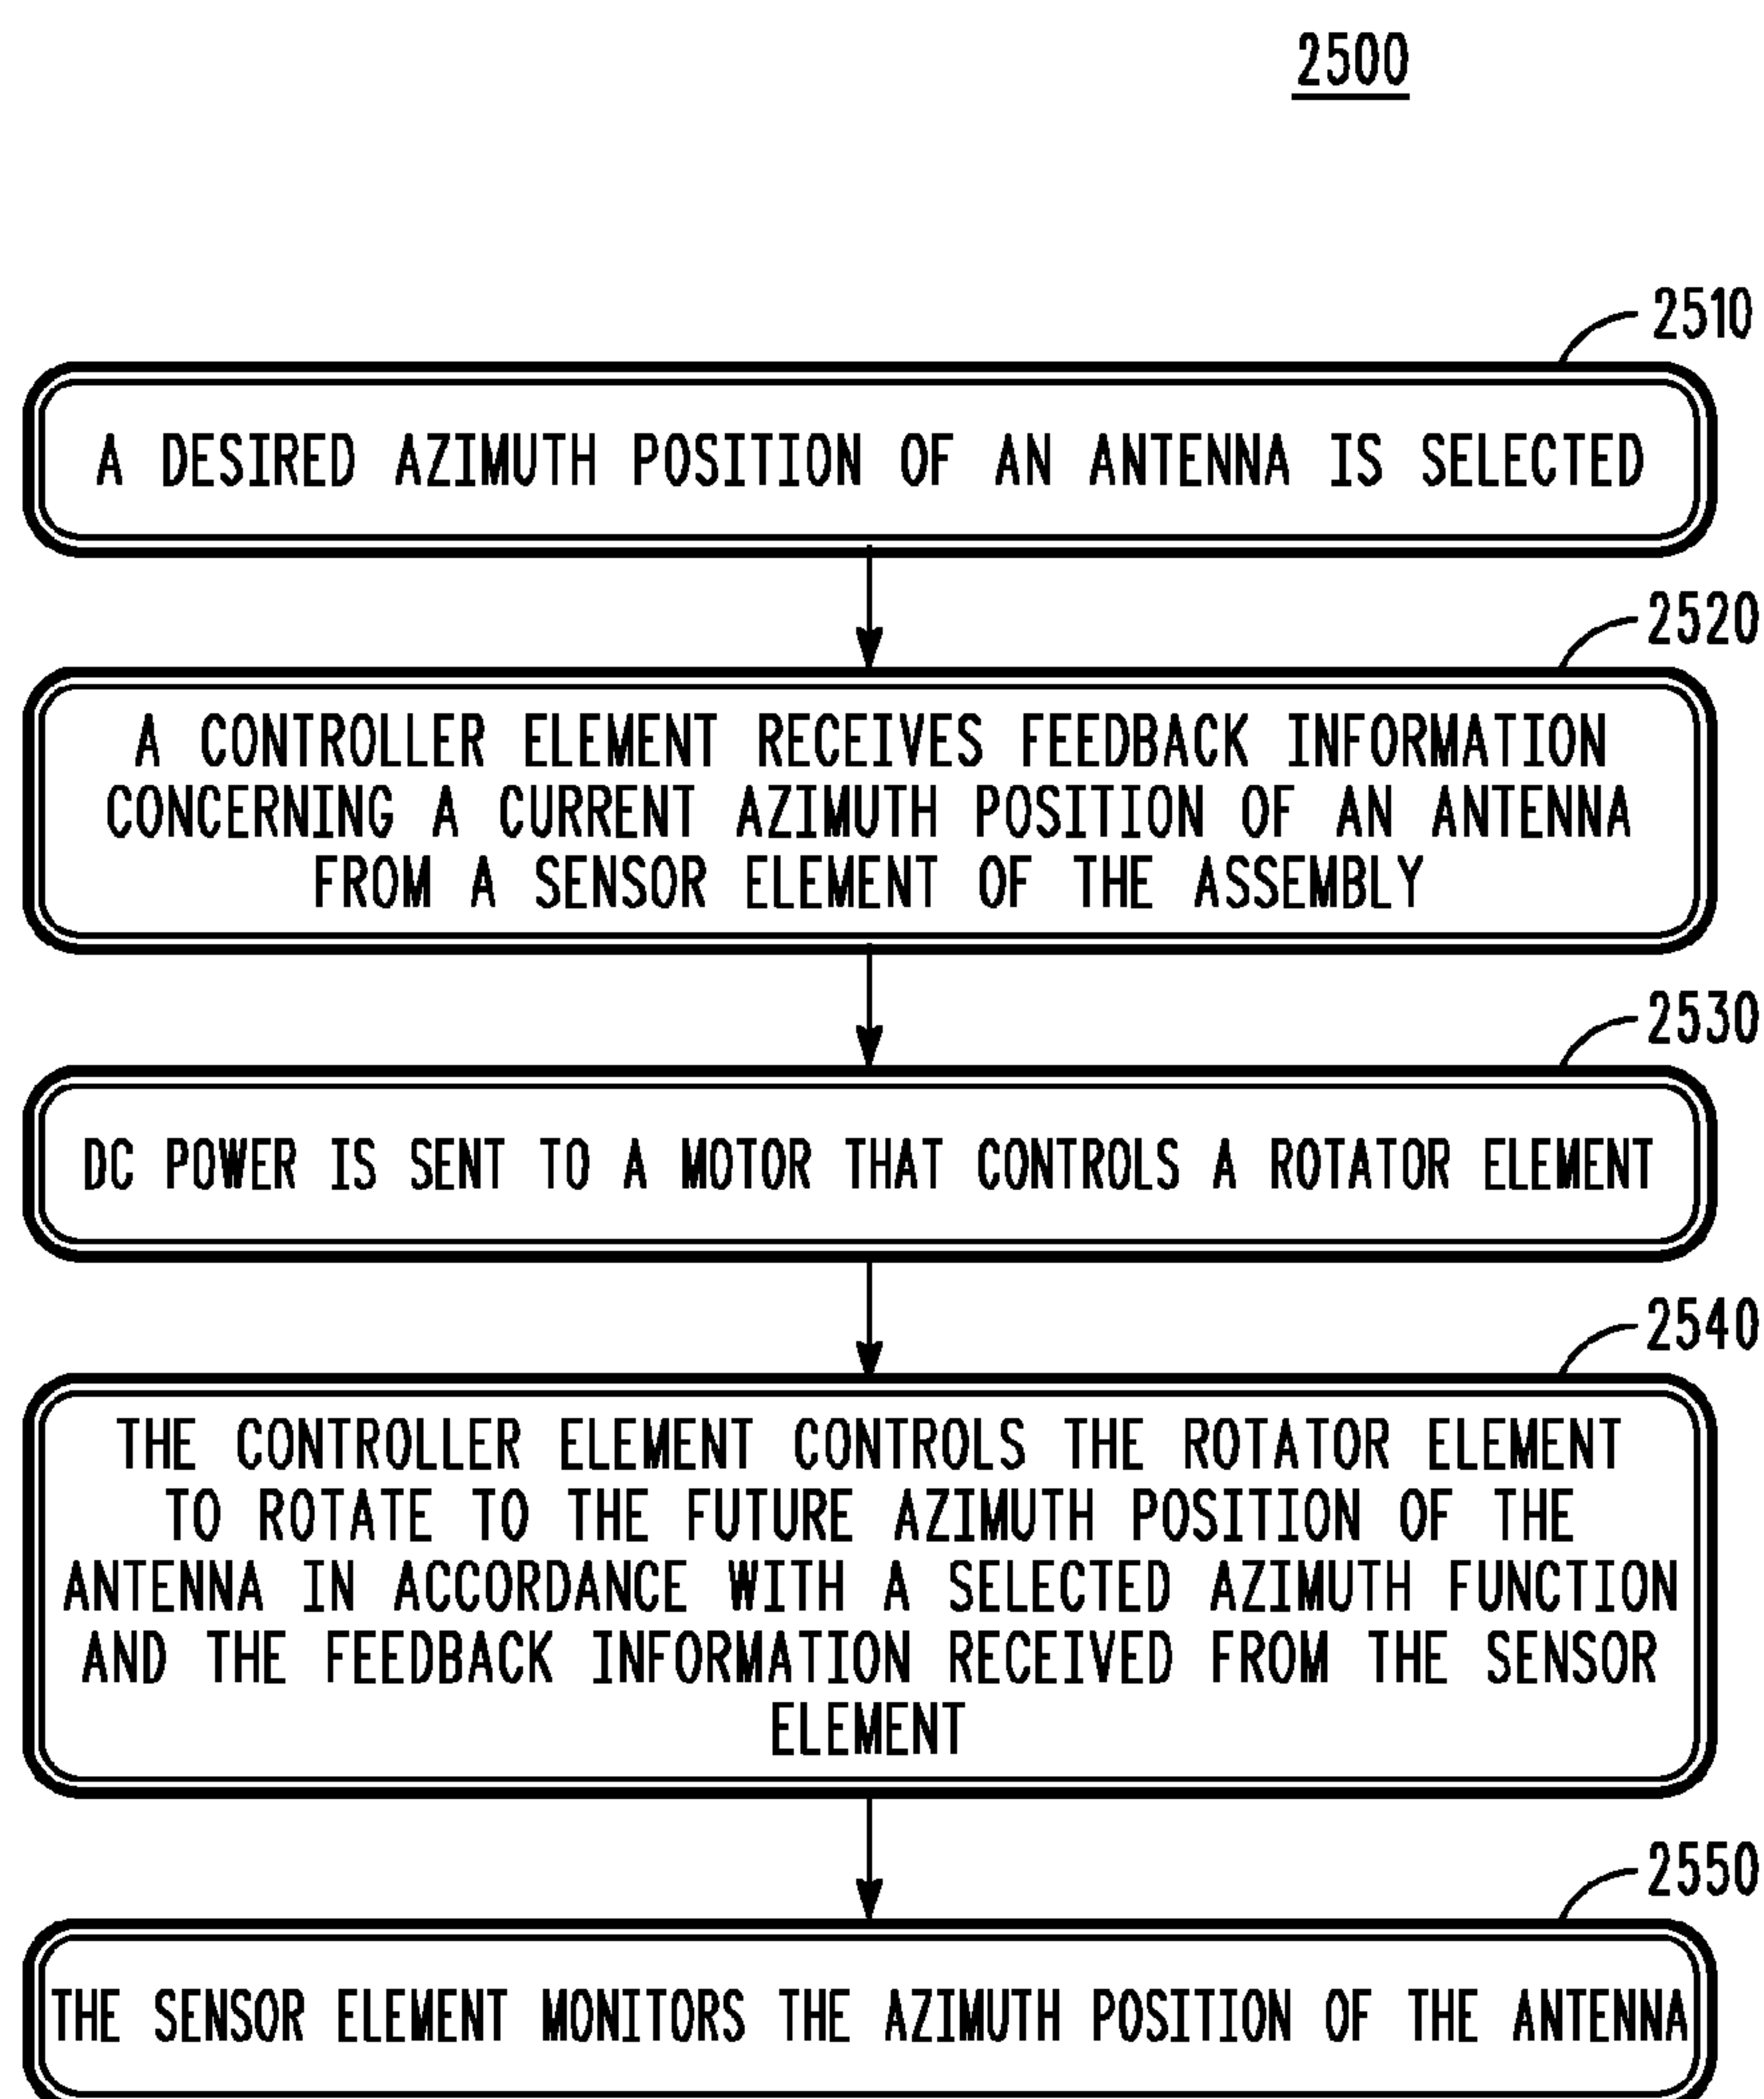 2500
2510
A DESIRED AZIMUTH POSITION OF AN ANTENNA IS SELECTED
2520
A CONTROLLER ELEMENT RECEIVES FEEDBACK INFORMATION
CONCERNING A CURRENT AZIMUTH POSITION OF AN ANTENNA
FROM A SENSOR ELEMENT OF THE ASSEMBLY
2530
DC POWER IS SENT TO A MOTOR THAT CONTROLS A ROTATOR ELEMENT
2540
THE CONTROLLER ELEMENT CONTROLS THE ROTATOR ELEMENT
TO ROTATE TO THE FUTURE AZIMUTH POSITION OF THE
ANTENNA IN ACCORDANCE WITH A SELECTED AZIMUTH FUNCTION
AND THE FEEDBACK INFORMATION RECEIVED FROM THE SENSOR
ELEMENT
2550
THE SENSOR ELEMENT MONITORS THE AZIMUTH POSITION OF THE ANTENNA